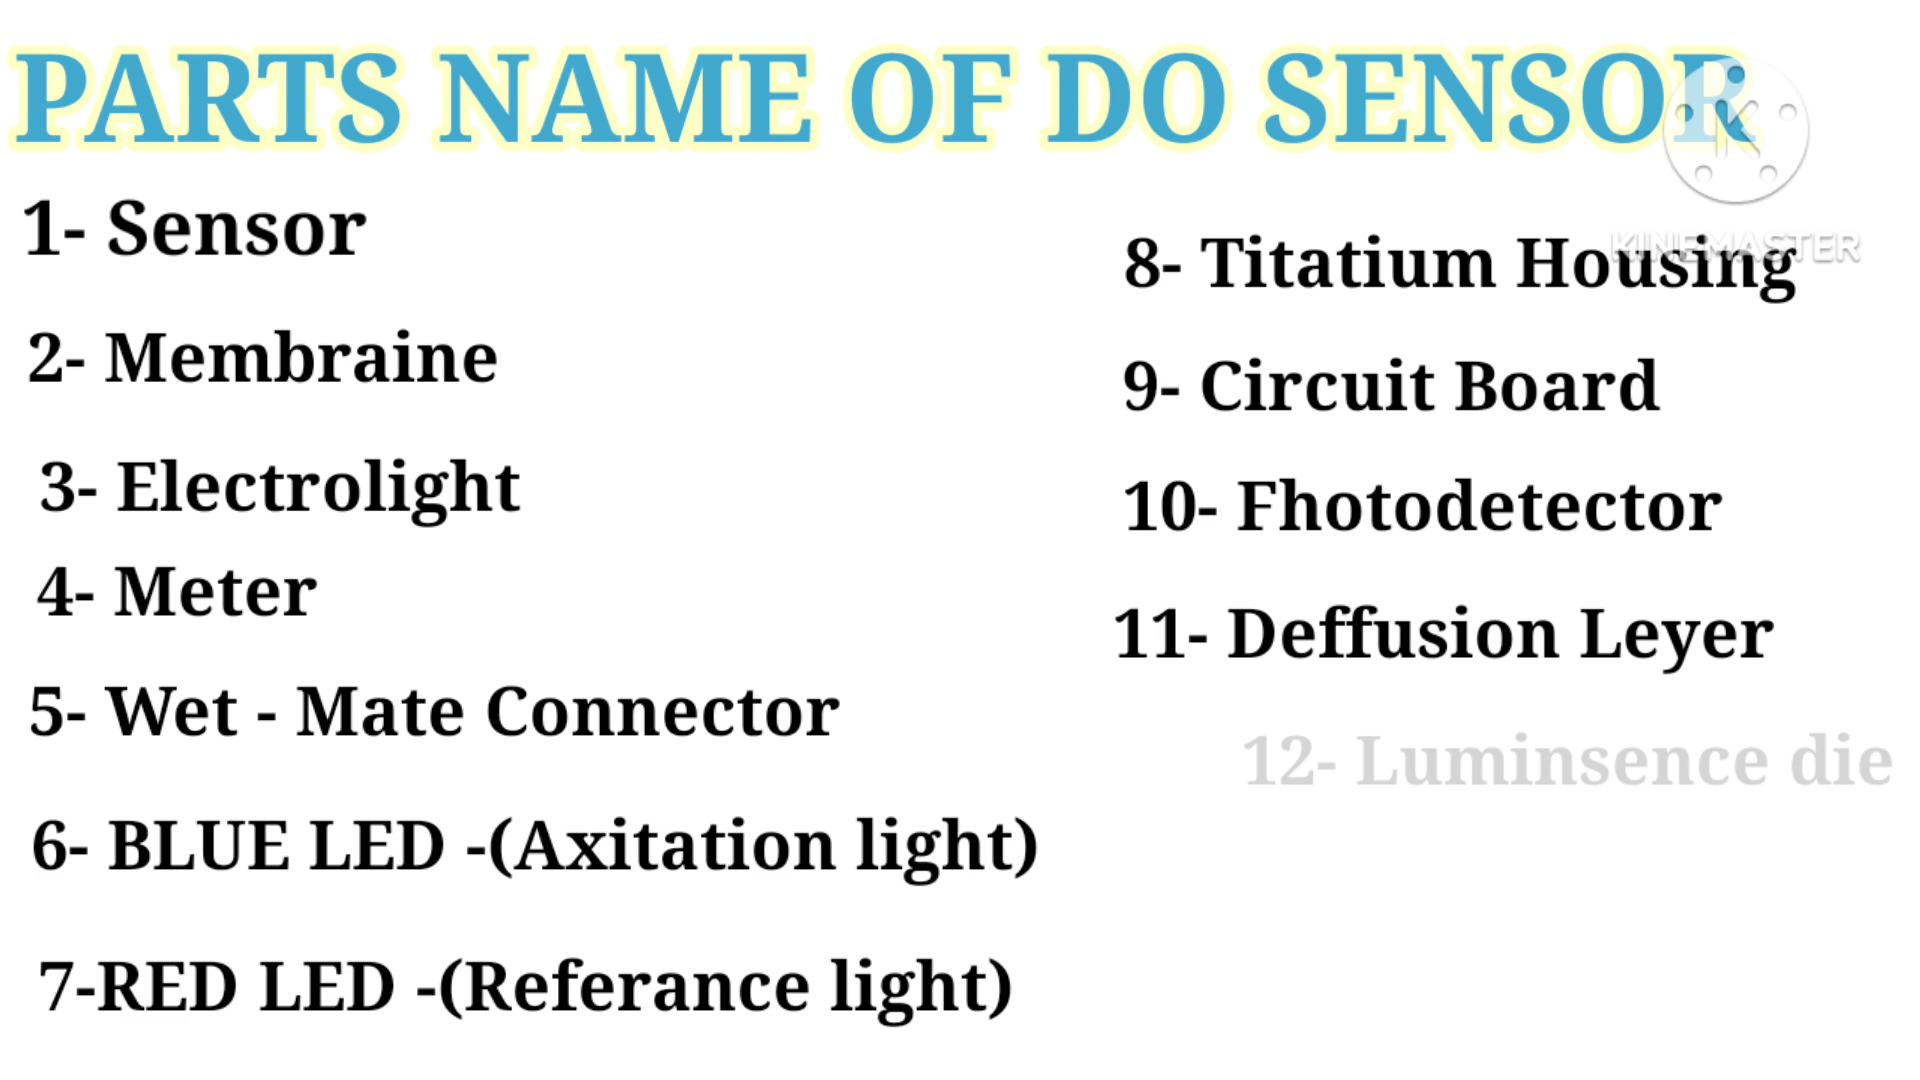 PARTS NAME OF DO SENSOR
1- Sensor
2- Membraine
3- Electrolight
4- Meter
5- Wet - Mate Connector
6- BLUE LED -(Axitation light)
7-RED LED -(Referance light)
KINEMASTER
8- Titatium Housing
9- Circuit Board
10- Fhotodetector
11- Deffusion Leyer
12- Luminsence die